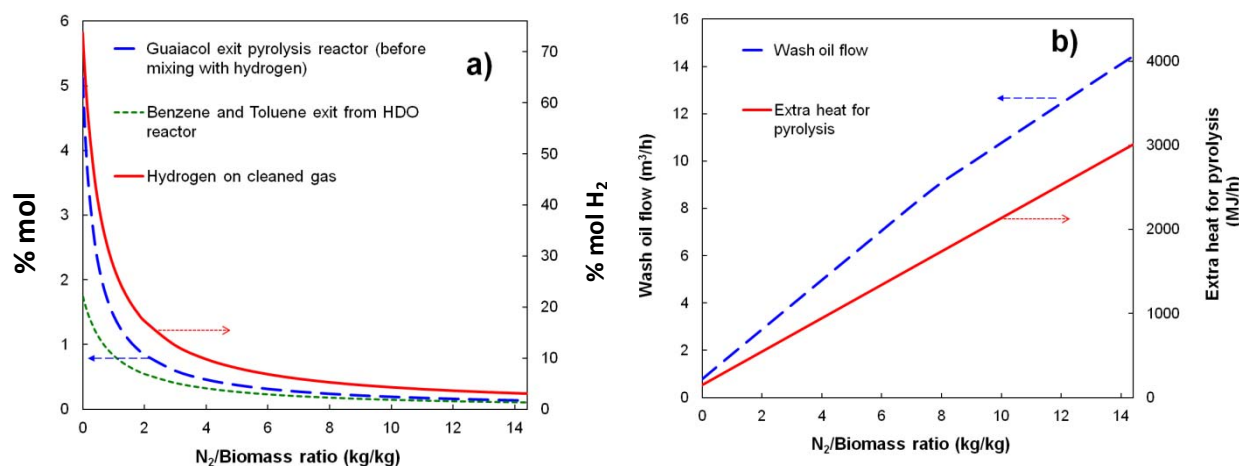 6
5
4
3
2
1
0
% mol
Guaiacol exit pyrolysis reactor (before
mixing with hydrogen)
Benzene and Toluene exit from HDO
reactor
Hydrogen on cleaned gas
a)
70
60
50
40
30
20
10
0
% mol H2
0 2 4 6 8 10 12 14
N2/Biomass ratio (kg/kg)
16
14
12
10
8
6
4
2
0
Wash oil flow (m³/h)
Wash oil flow
Extra heat for
pyrolysis
b)
4000
3000
2000
1000
0
Extra heat for pyrolysis
(MJ/h)
0 2 4 6 8 10 12 14
N2/Biomass ratio (kg/kg)